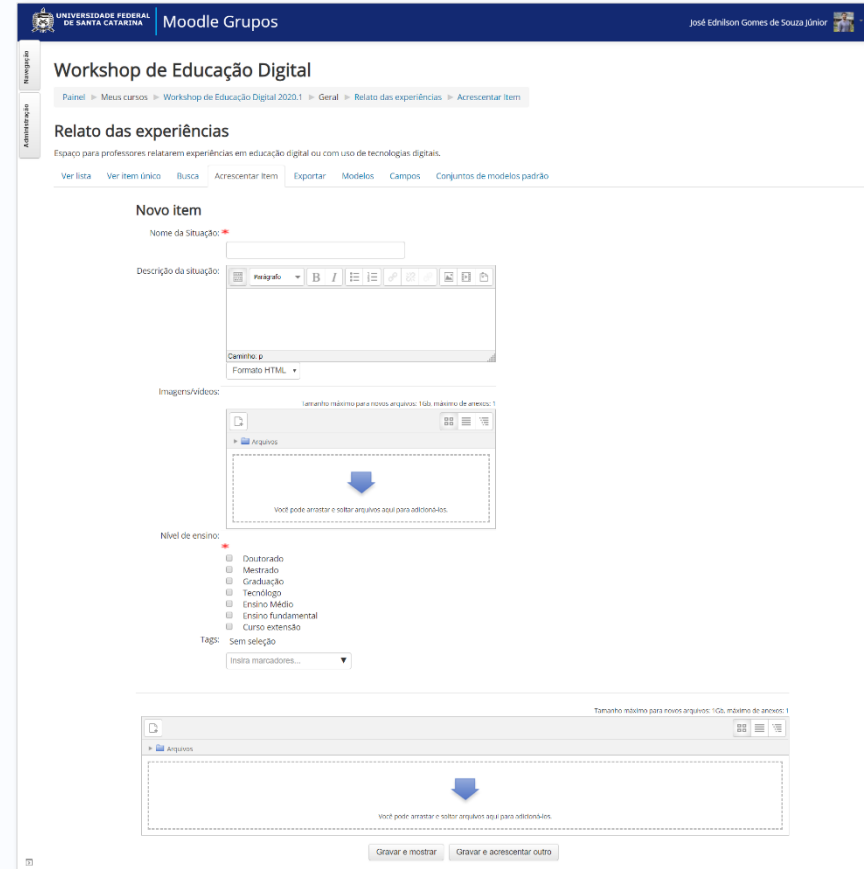 UNIVERSIDADE FEDERAL
DE SANTA CATARINA
Moodle Grupos
José Ednilson Gomes de Souza Júnior
Navegação
Administração
Workshop de Educação Digital
Painel ► Meus cursos ► Workshop de Educação Digital 2020.1 ► Geral ► Relato das experiências ► Acrescentar Item
Relato das experiências
Espaço para professores relatarem experiências em educação digital ou com uso de tecnologias digitais.
Ver lista Ver item único Busca Acrescentar item Exportar Modelos Campos Conjuntos de modelos padrão
Novo item
Nome da Situação: *
Descrição da situação:
Parágrafo B I
Caminho: p
Formato HTML
Imagens/vídeos:
Tamanho máximo para novos arquivos: 1Gb, máximo de anexos: 1
Arquivos
Você pode arrastar e soltar arquivos aqui para adicioná-los.
Nível de ensino:
*
Doutorado
Mestrado
Graduação
Tecnólogo
Ensino Médio
Ensino fundamental
Curso extensão
Tags: Sem seleção
Insira marcadores...
Tamanho máximo para novos arquivos: 1Gb, máximo de anexos: 1
Arquivos
Você pode arrastar e soltar arquivos aqui para adicioná-los.
Gravar e mostrar Gravar e acrescentar outro